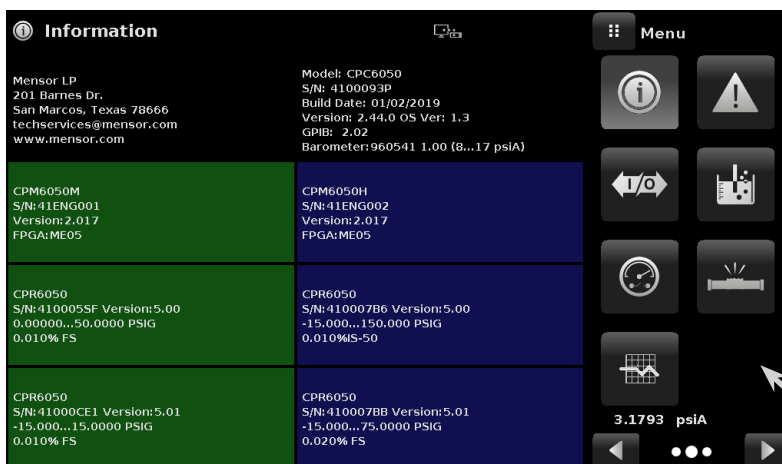 Information
Menu
Mensor LP
201 Barnes Dr.
San Marcos, Texas 78666
techservices@mensor.com
www.mensor.com
Model: CPC6050
S/N: 4100093P
Build Date: 01/02/2019
Version: 2.44.0 OS Ver: 1.3
GPIB: 2.02
Barometer:960541 1.00 (8...17 psiA)
CPM6050M
S/N:41ENG001
Version:2.017
FPGA:ME05
CPM6050H
S/N:41ENG002
Version:2.017
FPGA:ME05
CPR6050
S/N:410005SF Version:5.00
0.00000...50.0000 PSIG
0.010% FS
CPR6050
S/N:410007B6 Version:5.00
-15.000...150.000 PSIG
0.010%IS-50
CPR6050
S/N:41000CE1 Version:5.01
-15.000...15.0000 PSIG
0.010% FS
CPR6050
S/N:410007BB Version:5.01
-15.000...75.0000 PSIG
0.020% FS
I/O
3.1793 psiA